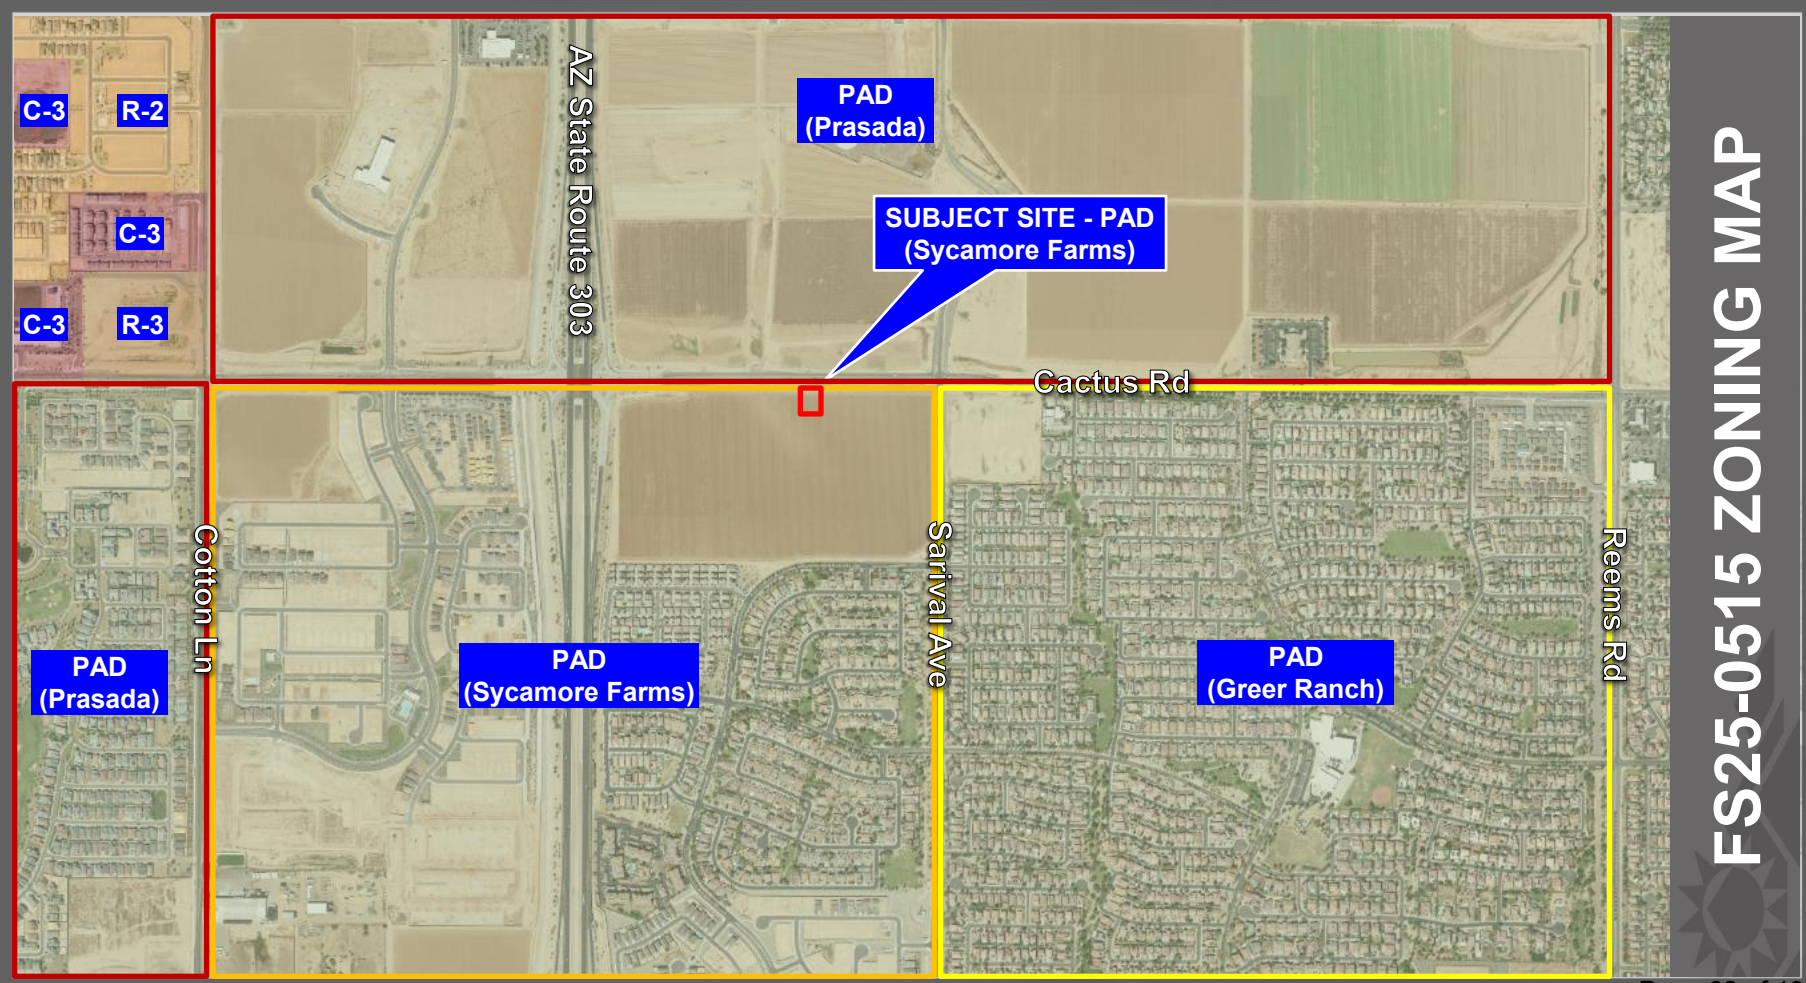 C-3
R-2
C-3
C-3
R-3
AZ State Route 303
PAD
(Prasada)
SUBJECT SITE - PAD
(Sycamore Farms)
Cactus Rd
Cotton Ln
Sarival Ave
Reems Rd
PAD
(Prasada)
PAD
(Sycamore Farms)
PAD
(Greer Ranch)
FS25-0515 ZONING MAP